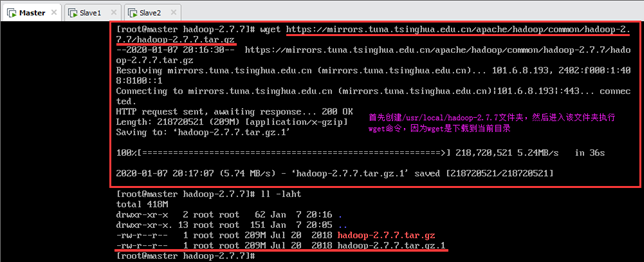 Master × Slave1 × Slave2 ×
[root@master hadoop-2.7.7]# wget https://mirrors.tuna.tsinghua.edu.cn/apache/hadoop/common/hadoop-2.
7.7/hadoop-2.7.7.tar.gz
--2020-01-07 20:16:30-- https://mirrors.tuna.tsinghua.edu.cn/apache/hadoop/common/hadoop-2.7.7/hado
op-2.7.7.tar.gz
Resolving mirrors.tuna.tsinghua.edu.cn (mirrors.tuna.tsinghua.edu.cn)... 101.6.8.193, 2402:f000:1:40
8:8100::1
Connecting to mirrors.tuna.tsinghua.edu.cn (mirrors.tuna.tsinghua.edu.cn)|101.6.8.193|:443... connec
ted.
HTTP request sent, awaiting response... 200 OK
Length: 218720521 (209M) [application/x-gzip]
Saving to: ‘hadoop-2.7.7.tar.gz.1’
首先创建/usr/local/hadoop-2.7.7文件夹，然后进入该文件夹执行
wget命令，因为wget是下载到当前目录
100%[====================================================>] 218,720,521 5.24MB/s in 36s
2020-01-07 20:17:07 (5.74 MB/s) - ‘hadoop-2.7.7.tar.gz.1’ saved [218720521/218720521]
[root@master hadoop-2.7.7]# ll -laht
total 418M
drwxr-xr-x 2 root root 62 Jan 7 20:16 .
drwxr-xr-x. 13 root root 151 Jan 7 20:05 ..
-rw-r--r-- 1 root root 209M Jul 20 2018 hadoop-2.7.7.tar.gz
-rw-r--r-- 1 root root 209M Jul 20 2018 hadoop-2.7.7.tar.gz.1
[root@master hadoop-2.7.7]#